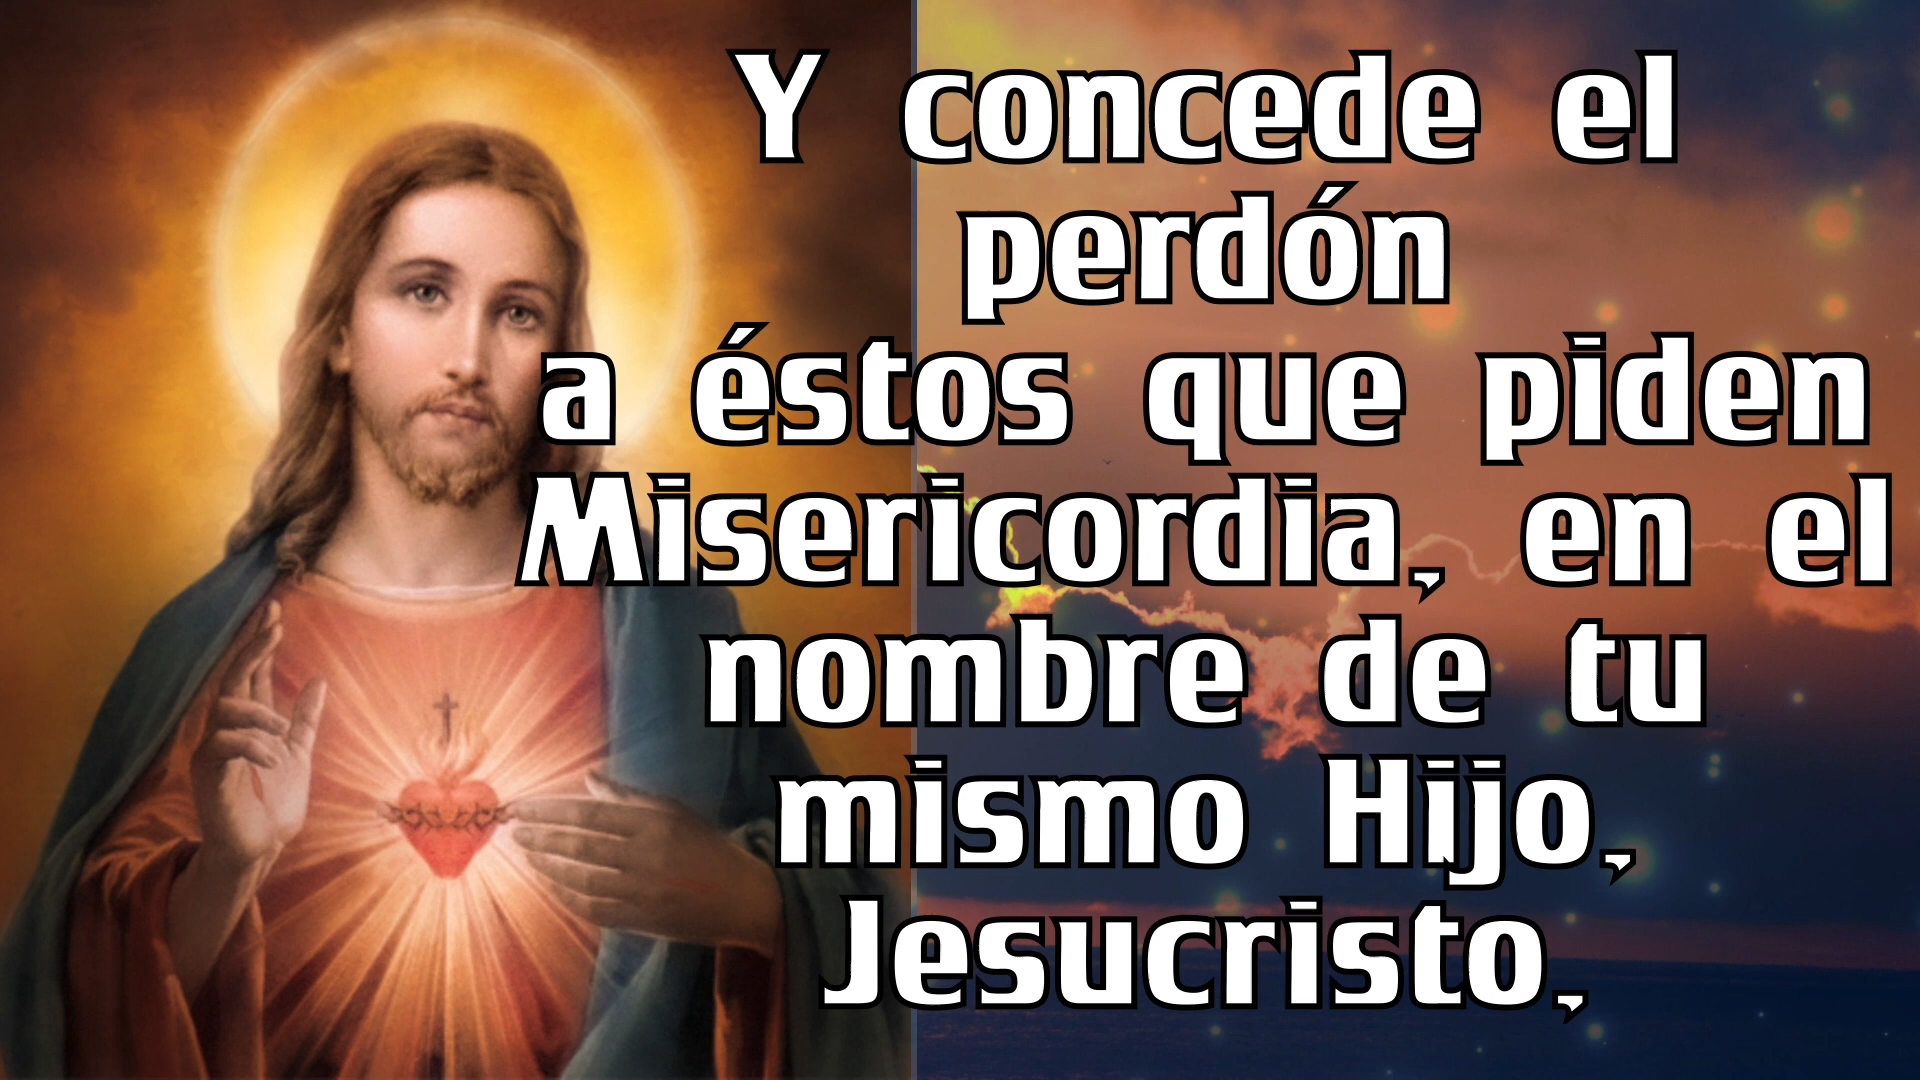 Y concede el
perdón
a éstos que piden
Misericordia, en el
nombre de tu
mismo Hijo,
Jesucristo,